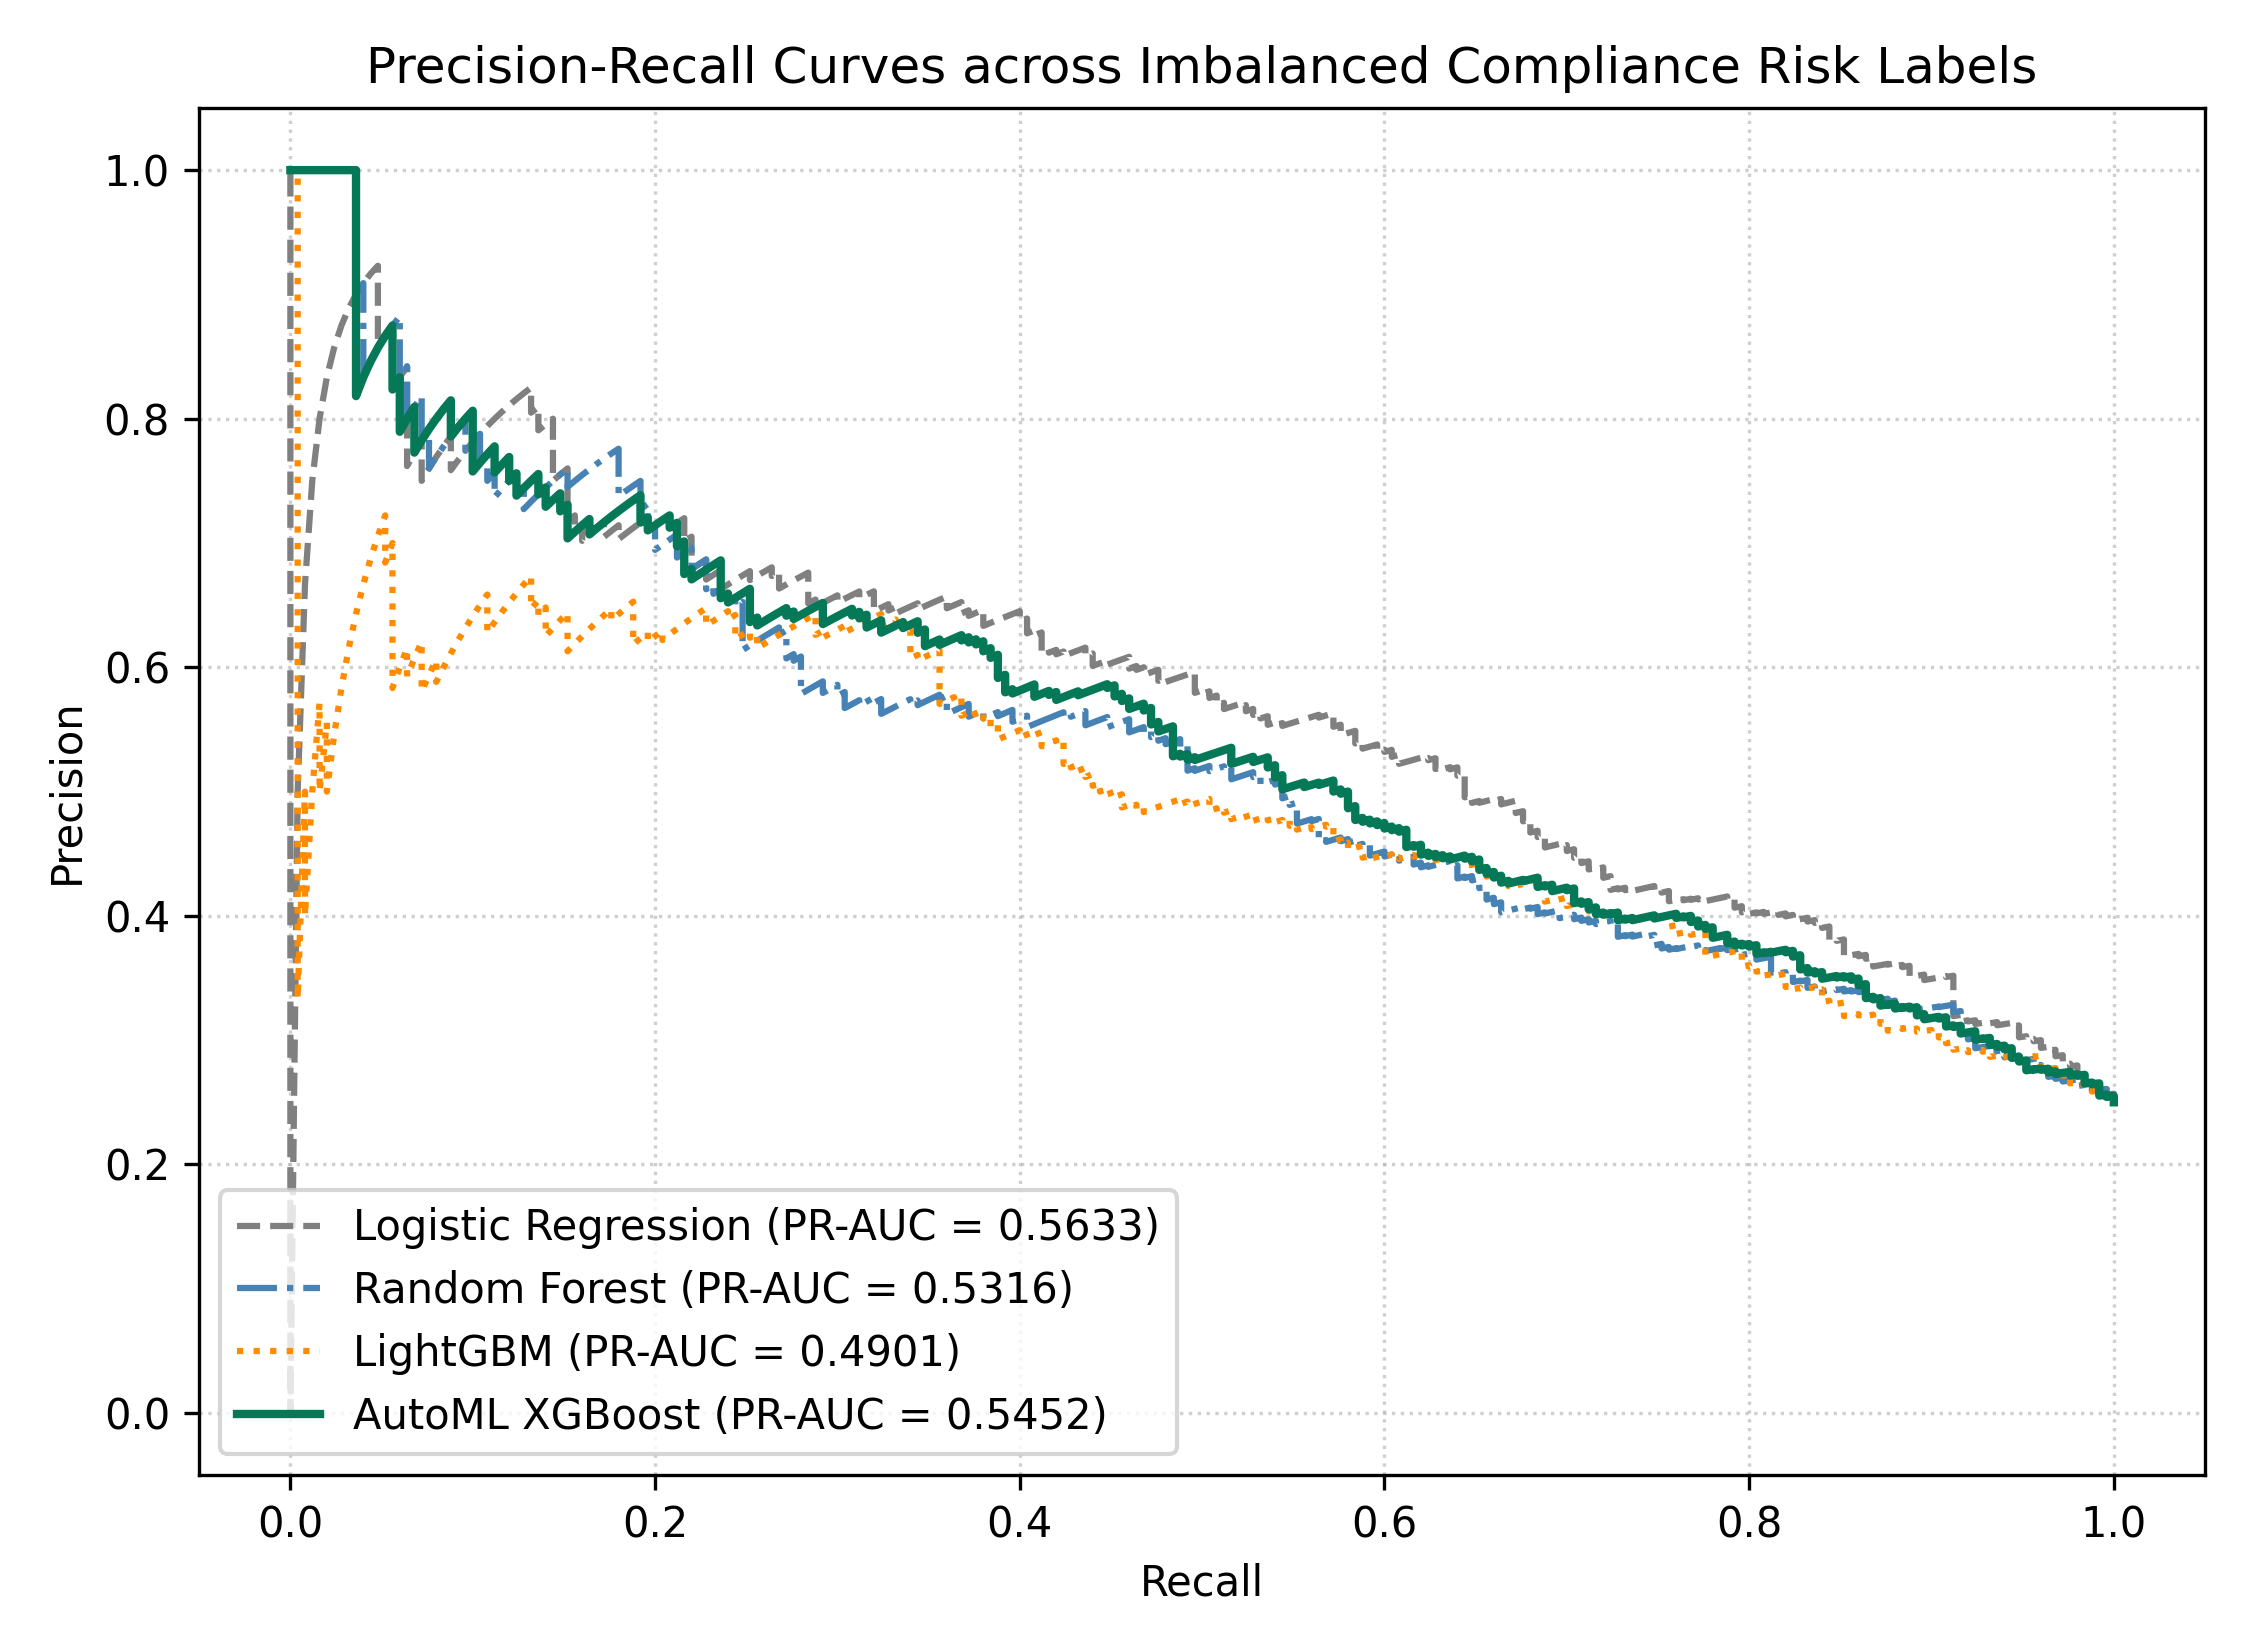 Precision-Recall Curves across Imbalanced Compliance Risk Labels
Precision
1.0
0.8
0.6
0.4
0.2
0.0
Logistic Regression (PR-AUC = 0.5633)
Random Forest (PR-AUC = 0.5316)
LightGBM (PR-AUC = 0.4901)
AutoML XGBoost (PR-AUC = 0.5452)
0.0 0.2 0.4 0.6 0.8 1.0
Recall